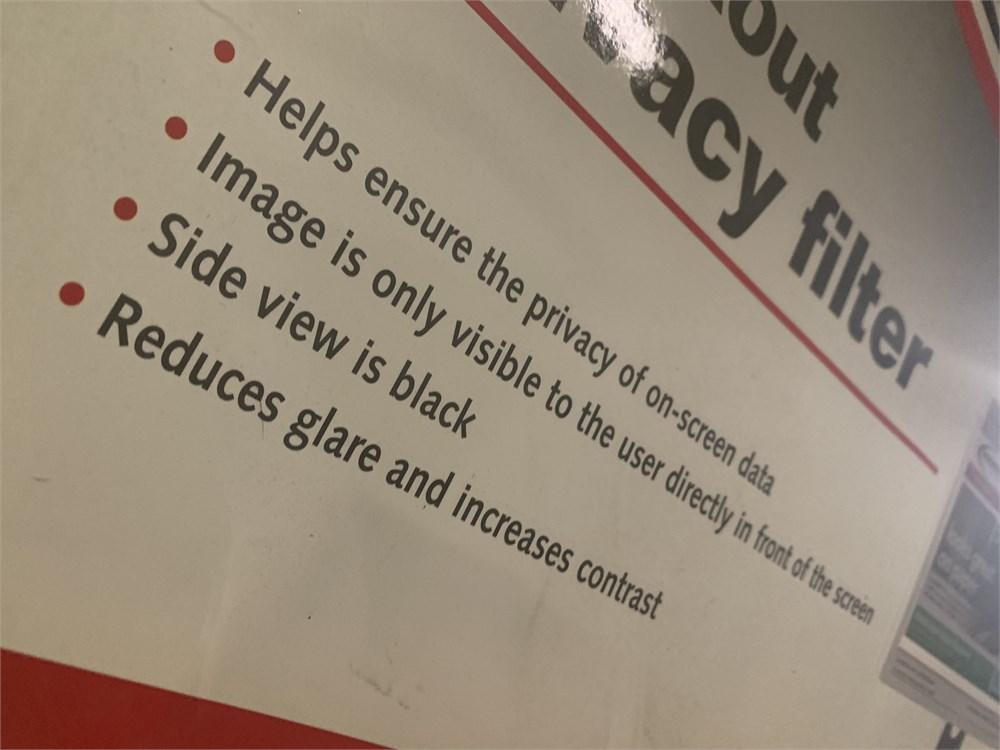 out
acy filter
Helps ensure the privacy of on-screen data
Image is only visible to the user directly in front of the screen
Side view is black
Reduces glare and increases contrast